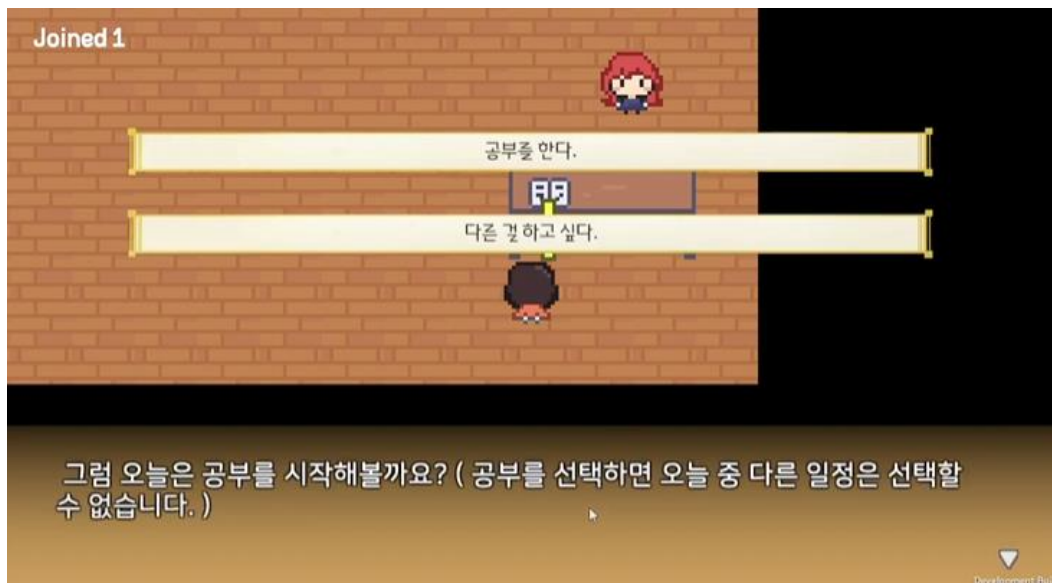 Joined 1
공부를 한다.
다른 걸 하고 싶다.
그럼 오늘은 공부를 시작해볼까요? ( 공부를 선택하면 오늘 중 다른 일정은 선택할
수 없습니다. )
Development Bui